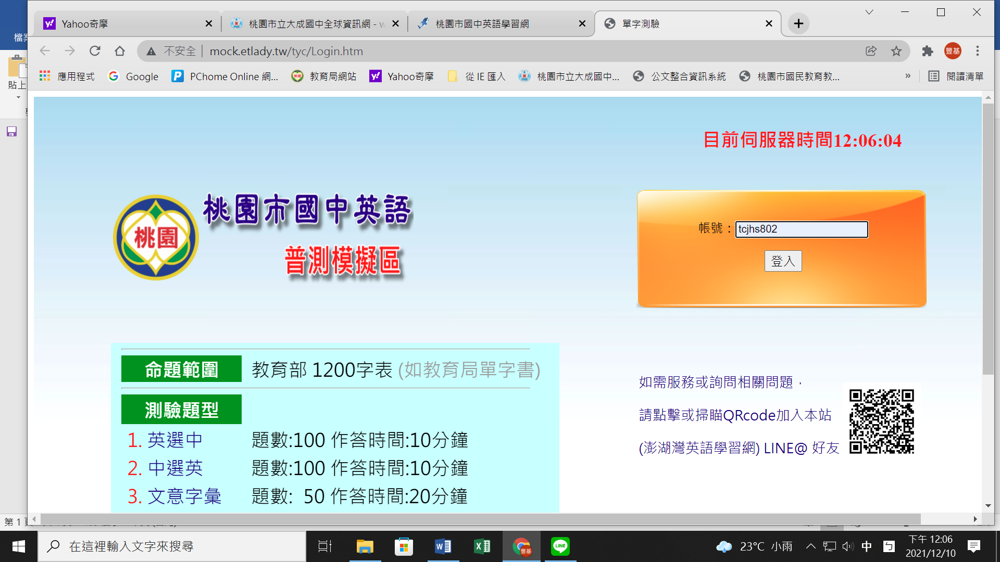 檔案
貼上
Yahoo奇摩
桃園市立大成國中全球資訊網 - w
桃園市國中英語學習網
單字測驗
不安全 mock.etlady.tw/tyc/Login.htm
豐基
應用程式 Google PChome Online 網... 教育局網站 Yahoo奇摩 從 IE 匯入 桃園市立大成國中... 公文整合資訊系統 桃園市國民教育教... » 閱讀清單
目前伺服器時間12:06:04
桃園
桃園市國中英語
普測模擬區
帳號：tcjhs802
登入
命題範圍 教育部 1200字表 (如教育局單字書)
測驗題型
1. 英選中 題數:100 作答時間:10分鐘
2. 中選英 題數:100 作答時間:10分鐘
3. 文意字彙 題數: 50 作答時間:20分鐘
如需服務或詢問相關問題，
請點擊或掃瞄QRcode加入本站
(澎湖灣英語學習網) LINE@ 好友
第 1
在這裡輸入文字來搜尋
LINE
23°C 小雨
中
下午 12:06
2021/12/10